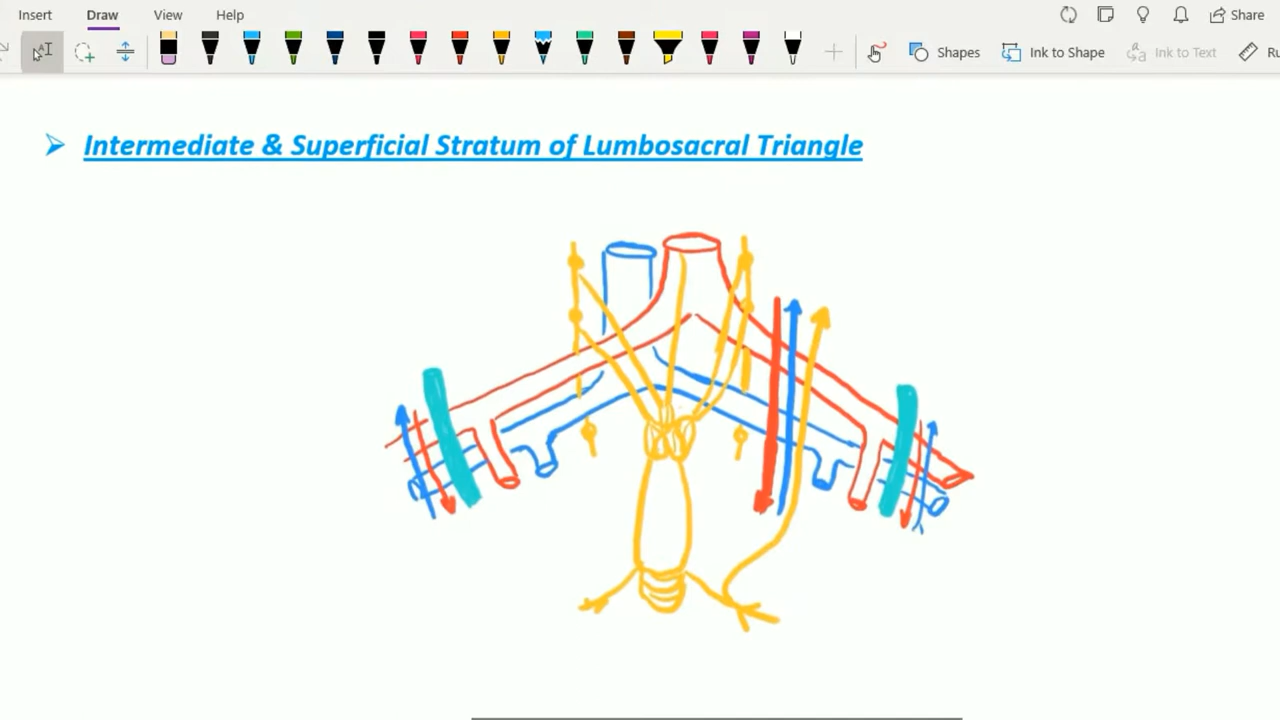 Insert Draw View Help Share
Shapes Ink to Shape Ink to Text
Intermediate & Superficial Stratum of Lumbosacral Triangle